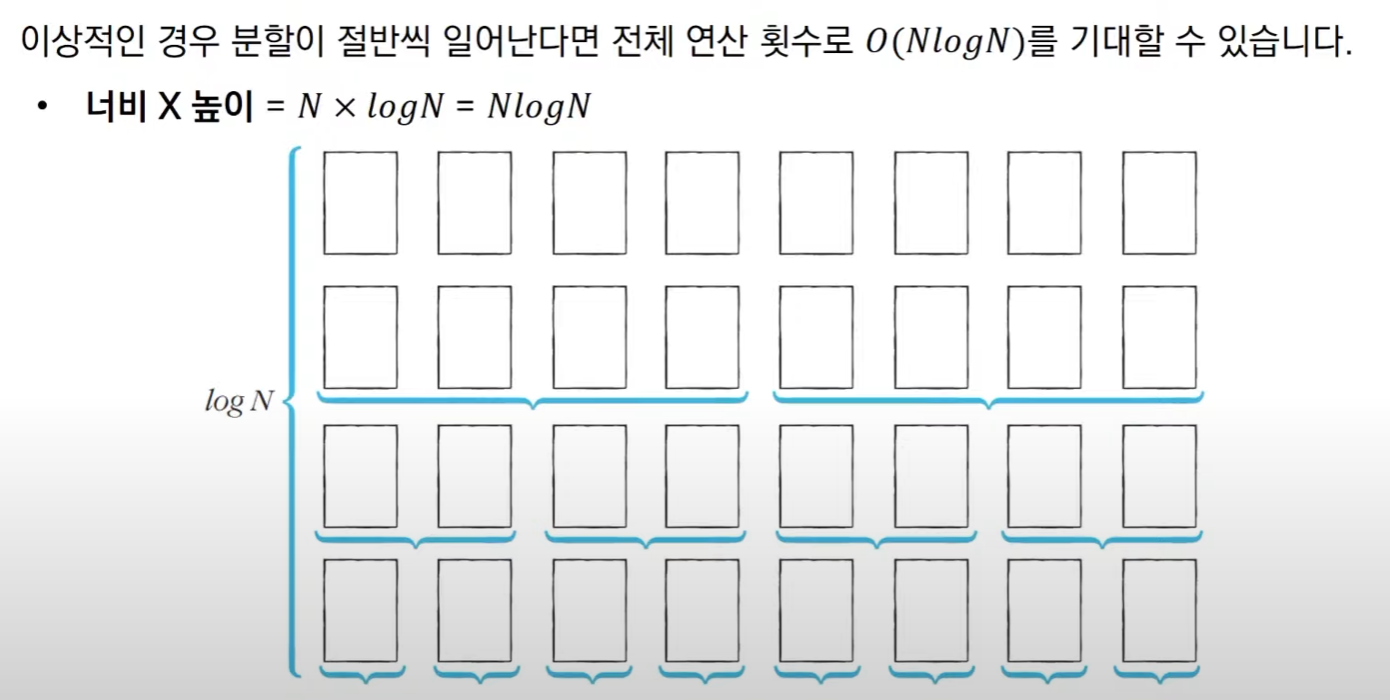 이상적인 경우 분할이 절반씩 일어난다면 전체 연산 횟수로 O(NlogN)를 기대할 수 있습니다.
• 너비 X 높이 = N × logN = NlogN
log N